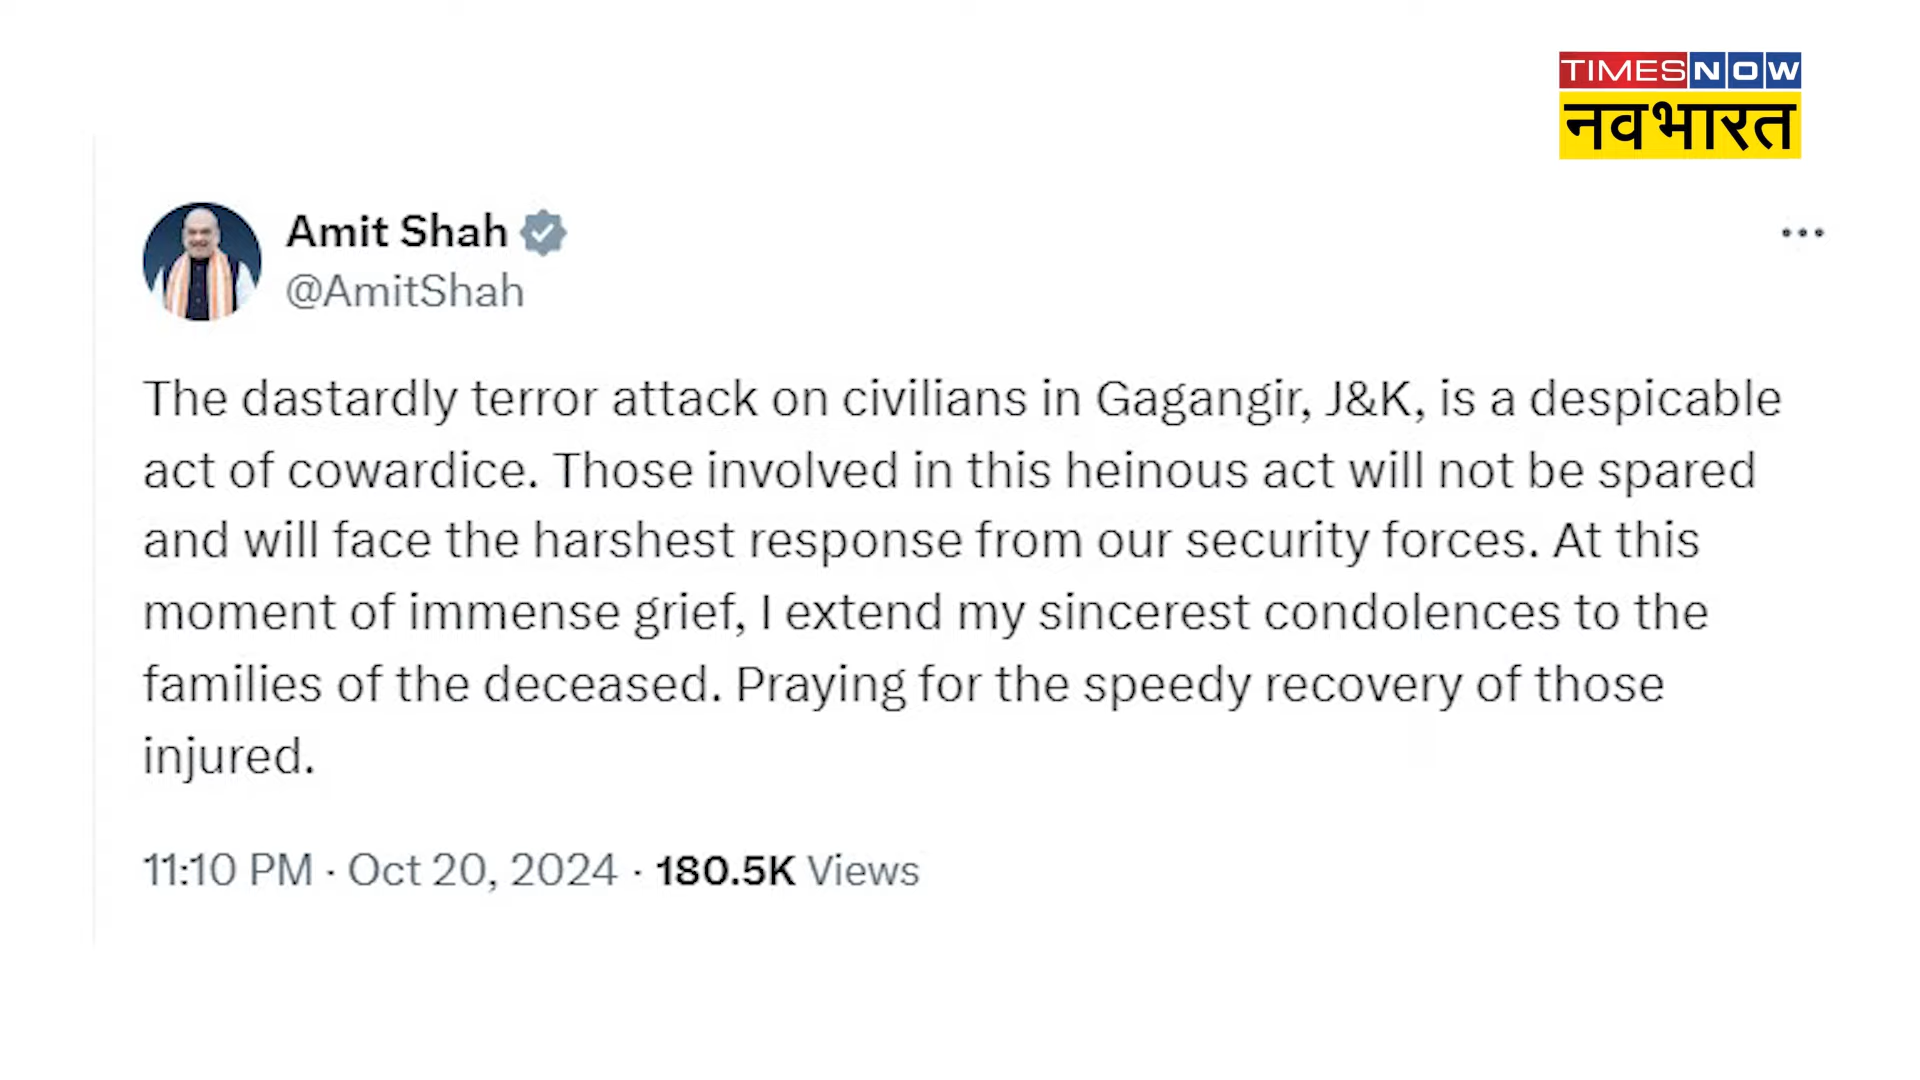 TIMES NOW
नवभारत
Amit Shah
@AmitShah
The dastardly terror attack on civilians in Gagangir, J&K, is a despicable
act of cowardice. Those involved in this heinous act will not be spared
and will face the harshest response from our security forces. At this
moment of immense grief, I extend my sincerest condolences to the
families of the deceased. Praying for the speedy recovery of those
injured.
11:10 PM · Oct 20, 2024 · 180.5K Views